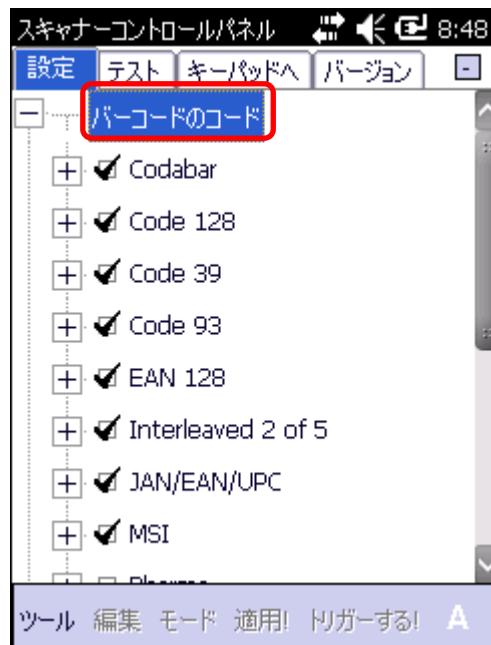 スキャナーコントロールパネル 8:48
設定 テスト キーパッドへ バージョン
バーコードのコード
Codabar
Code 128
Code 39
Code 93
EAN 128
Interleaved 2 of 5
JAN/EAN/UPC
MSI
ツール 編集 モード 適用! トリガーする! A